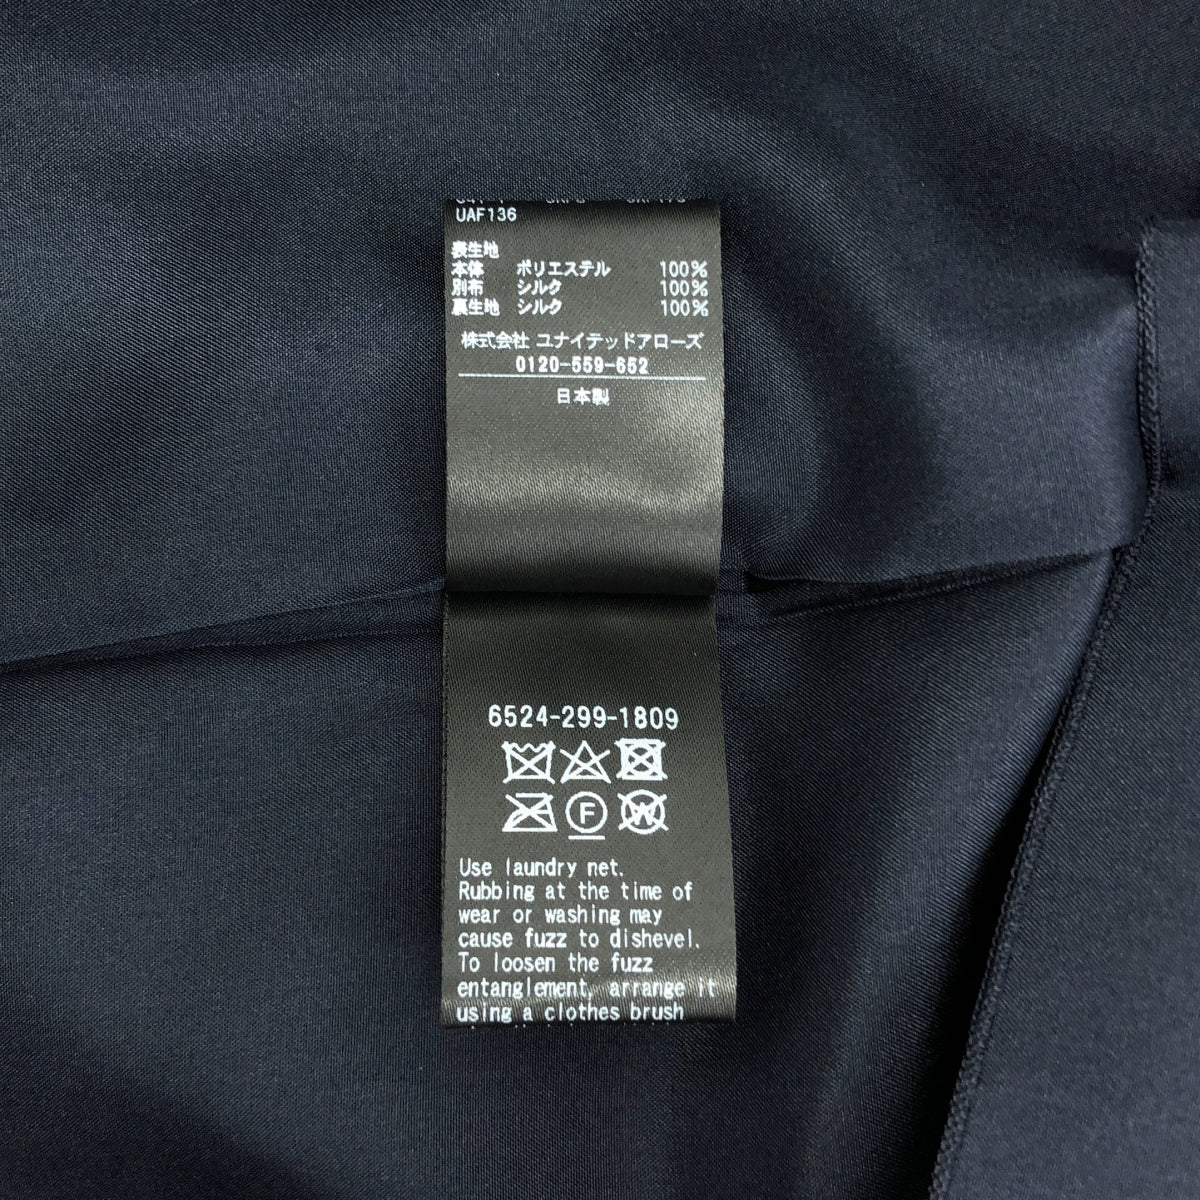 UAF136
表生地
本体 ポリエステル 100%
別布 シルク 100%
裏生地 シルク 100%
株式会社 ユナイテッドアローズ
0120-559-652
日本製
6524-299-1809
F W
Use laundry net.
Rubbing at the time of
wear or washing may
cause fuzz to dishevel.
To loosen the fuzz
entanglement, arrange it
using a clothes brush